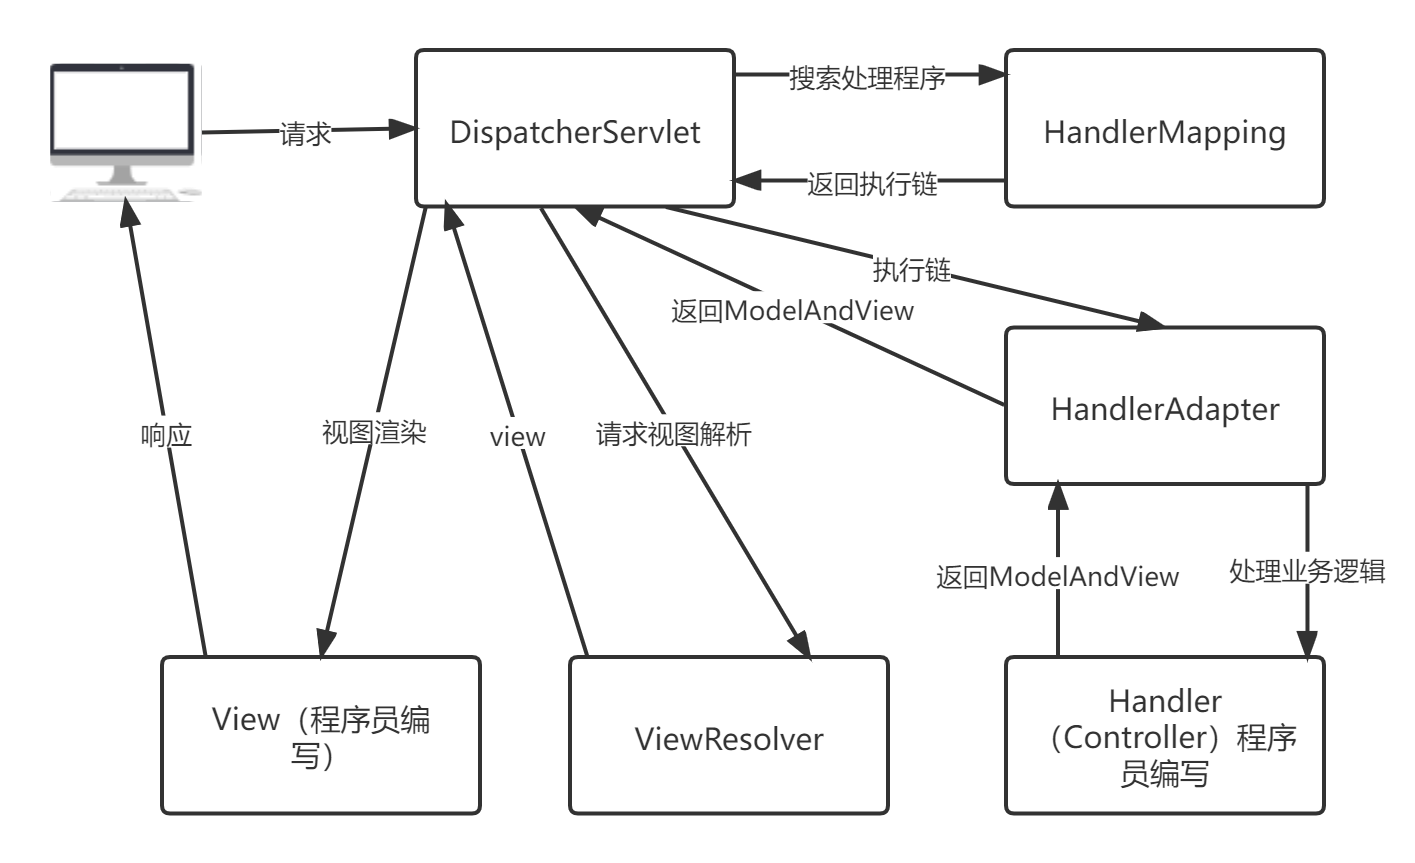 搜索处理程序
请求
DispatcherServlet
HandlerMapping
返回执行链
执行链
返回ModelAndView
HandlerAdapter
响应
视图渲染
view
请求视图解析
返回ModelAndView
处理业务逻辑
View（程序员编
写）
ViewResolver
Handler
（Controller）程序
员编写